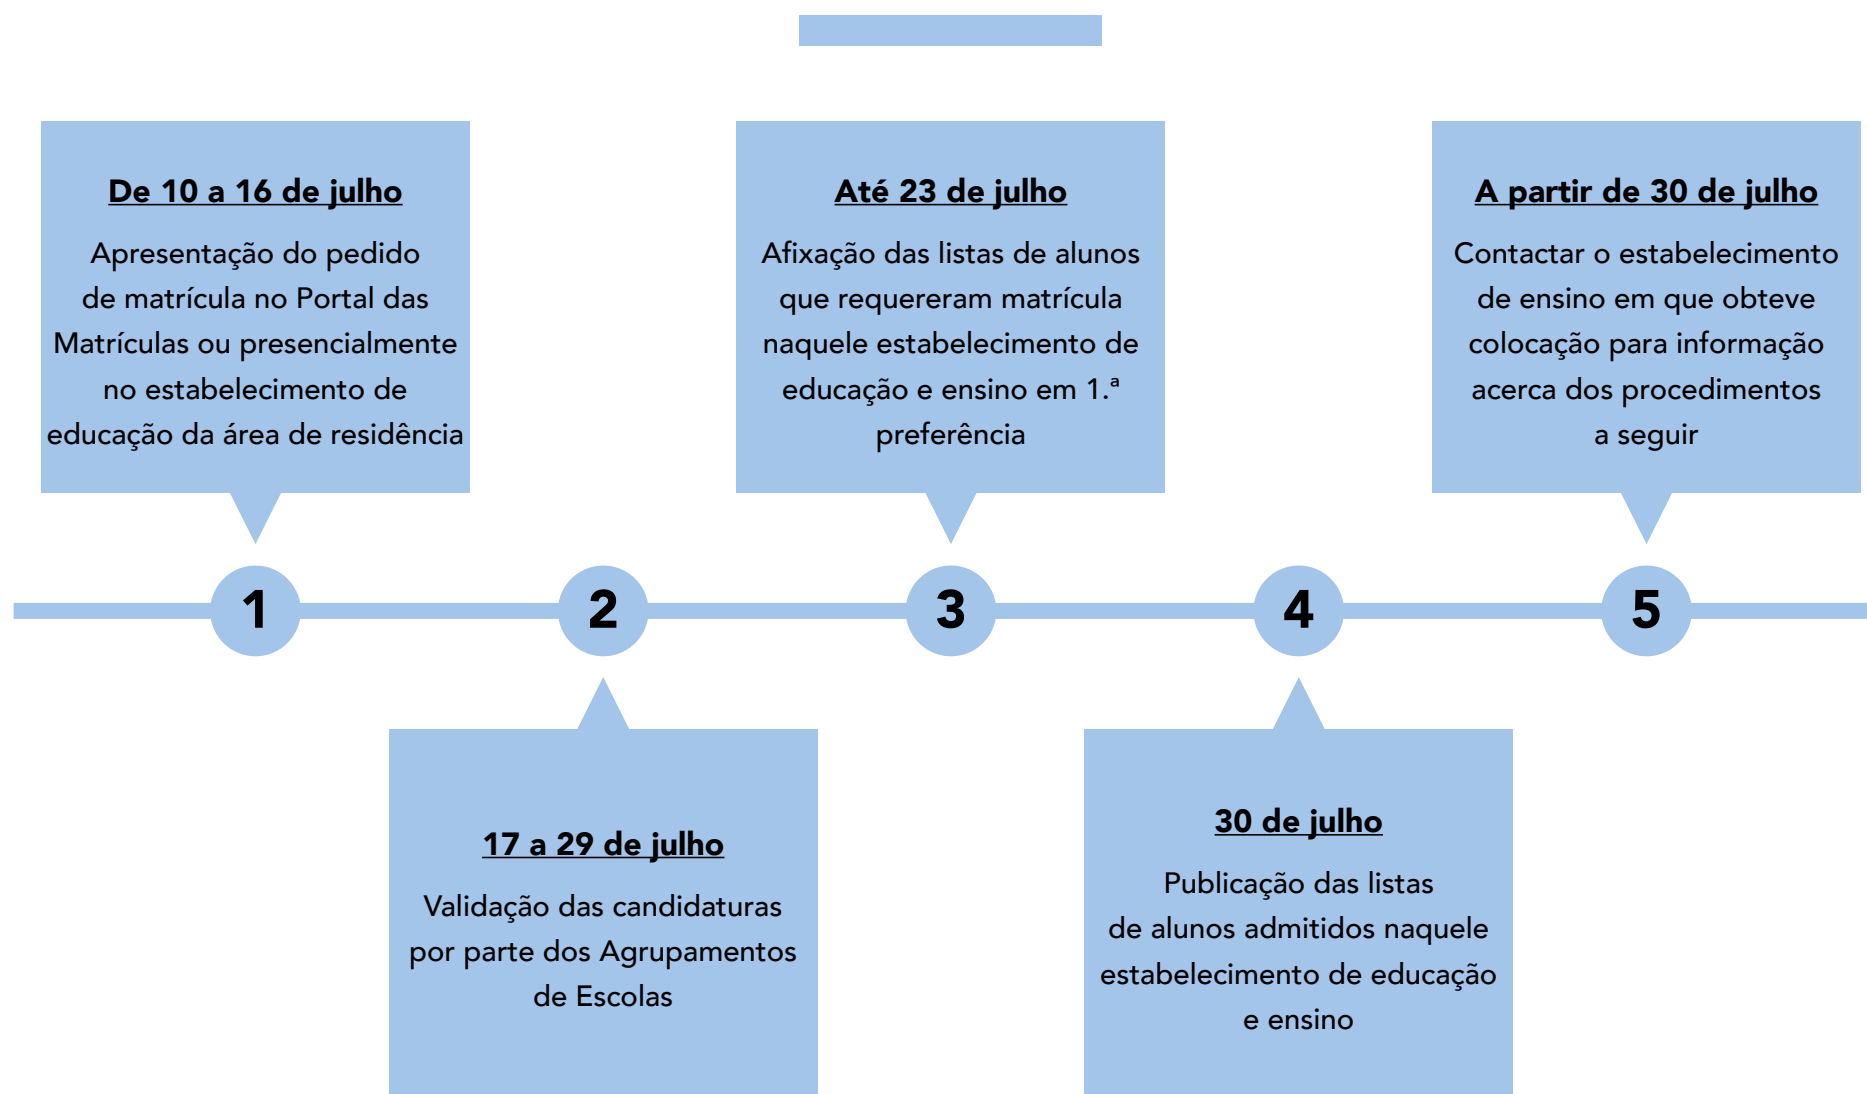 De 10 a 16 de julho
Apresentação do pedido
de matrícula no Portal das
Matrículas ou presencialmente
no estabelecimento de
educação da área de residência
Até 23 de julho
Afixação das listas de alunos
que requereram matrícula
naquele estabelecimento de
educação e ensino em 1.ª
preferência
A partir de 30 de julho
Contactar o estabelecimento
de ensino em que obteve
colocação para informação
acerca dos procedimentos
a seguir
1
2
3
4
5
17 a 29 de julho
Validação das candidaturas
por parte dos Agrupamentos
de Escolas
30 de julho
Publicação das listas
de alunos admitidos naquele
estabelecimento de educação
e ensino